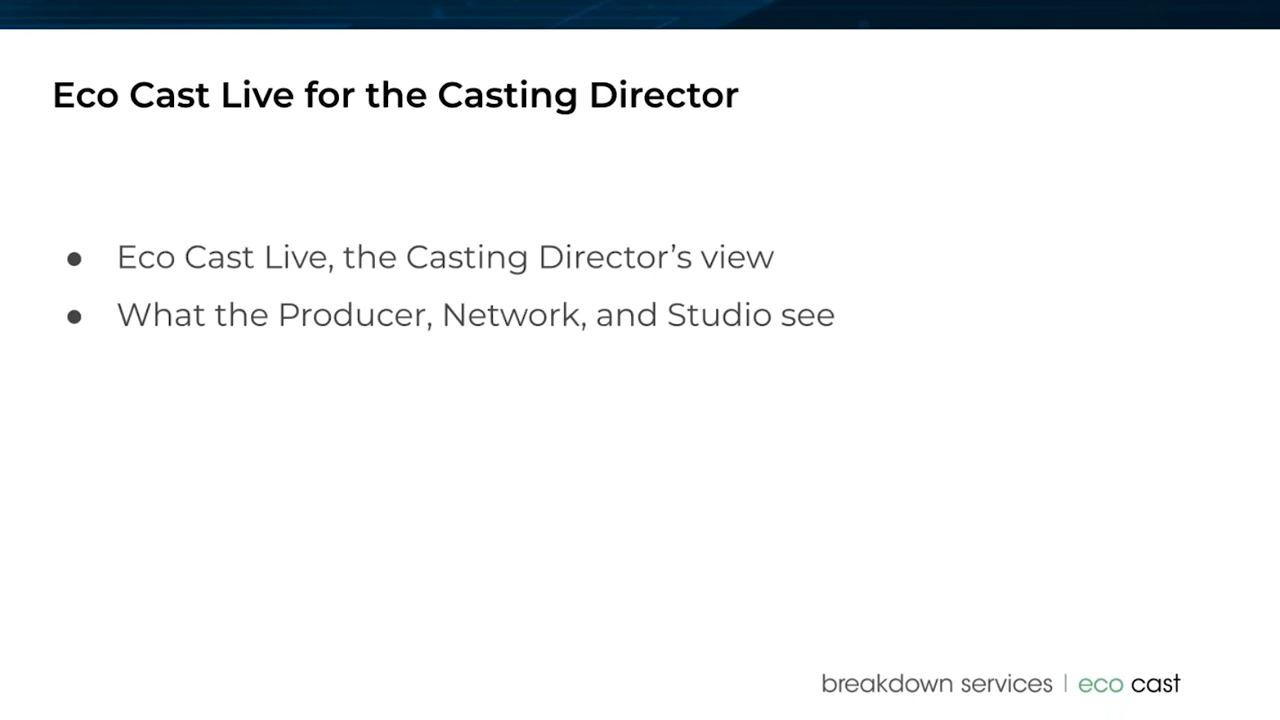 Eco Cast Live for the Casting Director
● Eco Cast Live, the Casting Director’s view
● What the Producer, Network, and Studio see
breakdown services | eco cast